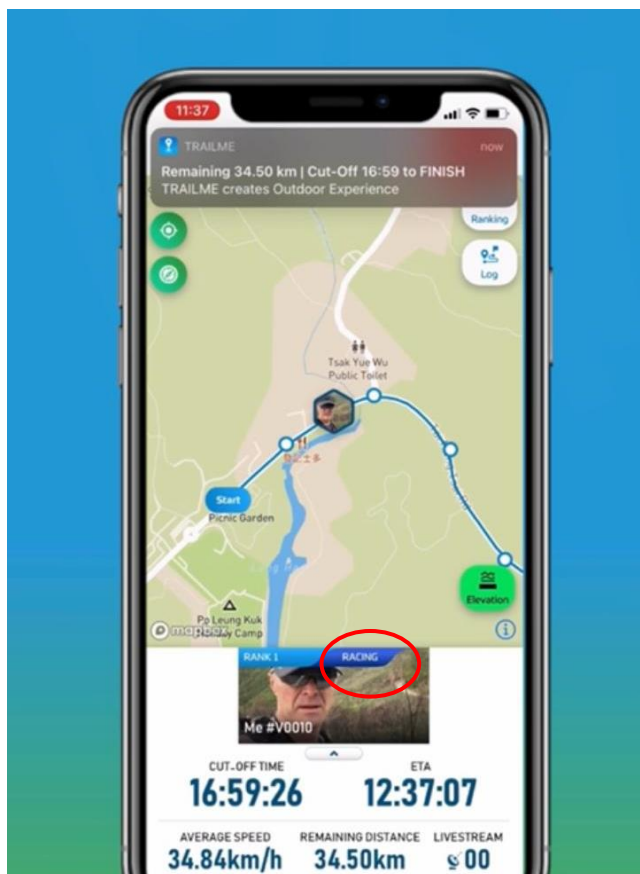 11:37
TRAILME
now
Remaining 34.50 km | Cut-Off 16:59 to FINISH
TRAILME creates Outdoor Experience
Ranking
Log
Tsak Yue Wu
Public Toilet
Start
Picnic Garden
Po Leung Kuk
Holiday Camp
mapbox
Elevation
RANK 1
RACING
Me #V0010
CUT-OFF TIME
ETA
16:59:26
12:37:07
AVERAGE SPEED
REMAINING DISTANCE
LIVESTREAM
34.84km/h
34.50km
00